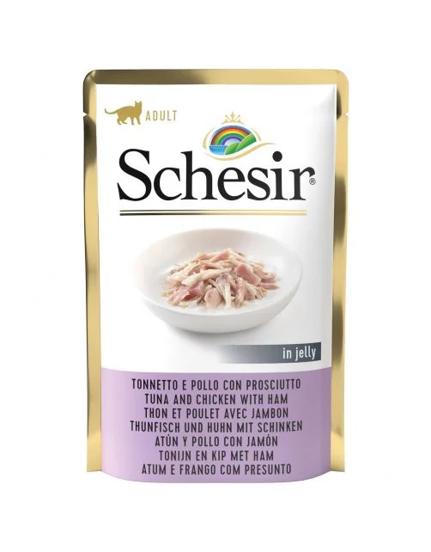 ADULT
Schesir®
in jelly
TONNETTO E POLLO CON PROSCIUTTO
TUNA AND CHICKEN WITH HAM
THON ET POULET AVEC JAMBON
THUNFISCH UND HUHN MIT SCHINKEN
ATÚN Y POLLO CON JAMÓN
TONIJN EN KIP MET HAM
ATUM E FRANGO COM PRESUNTO